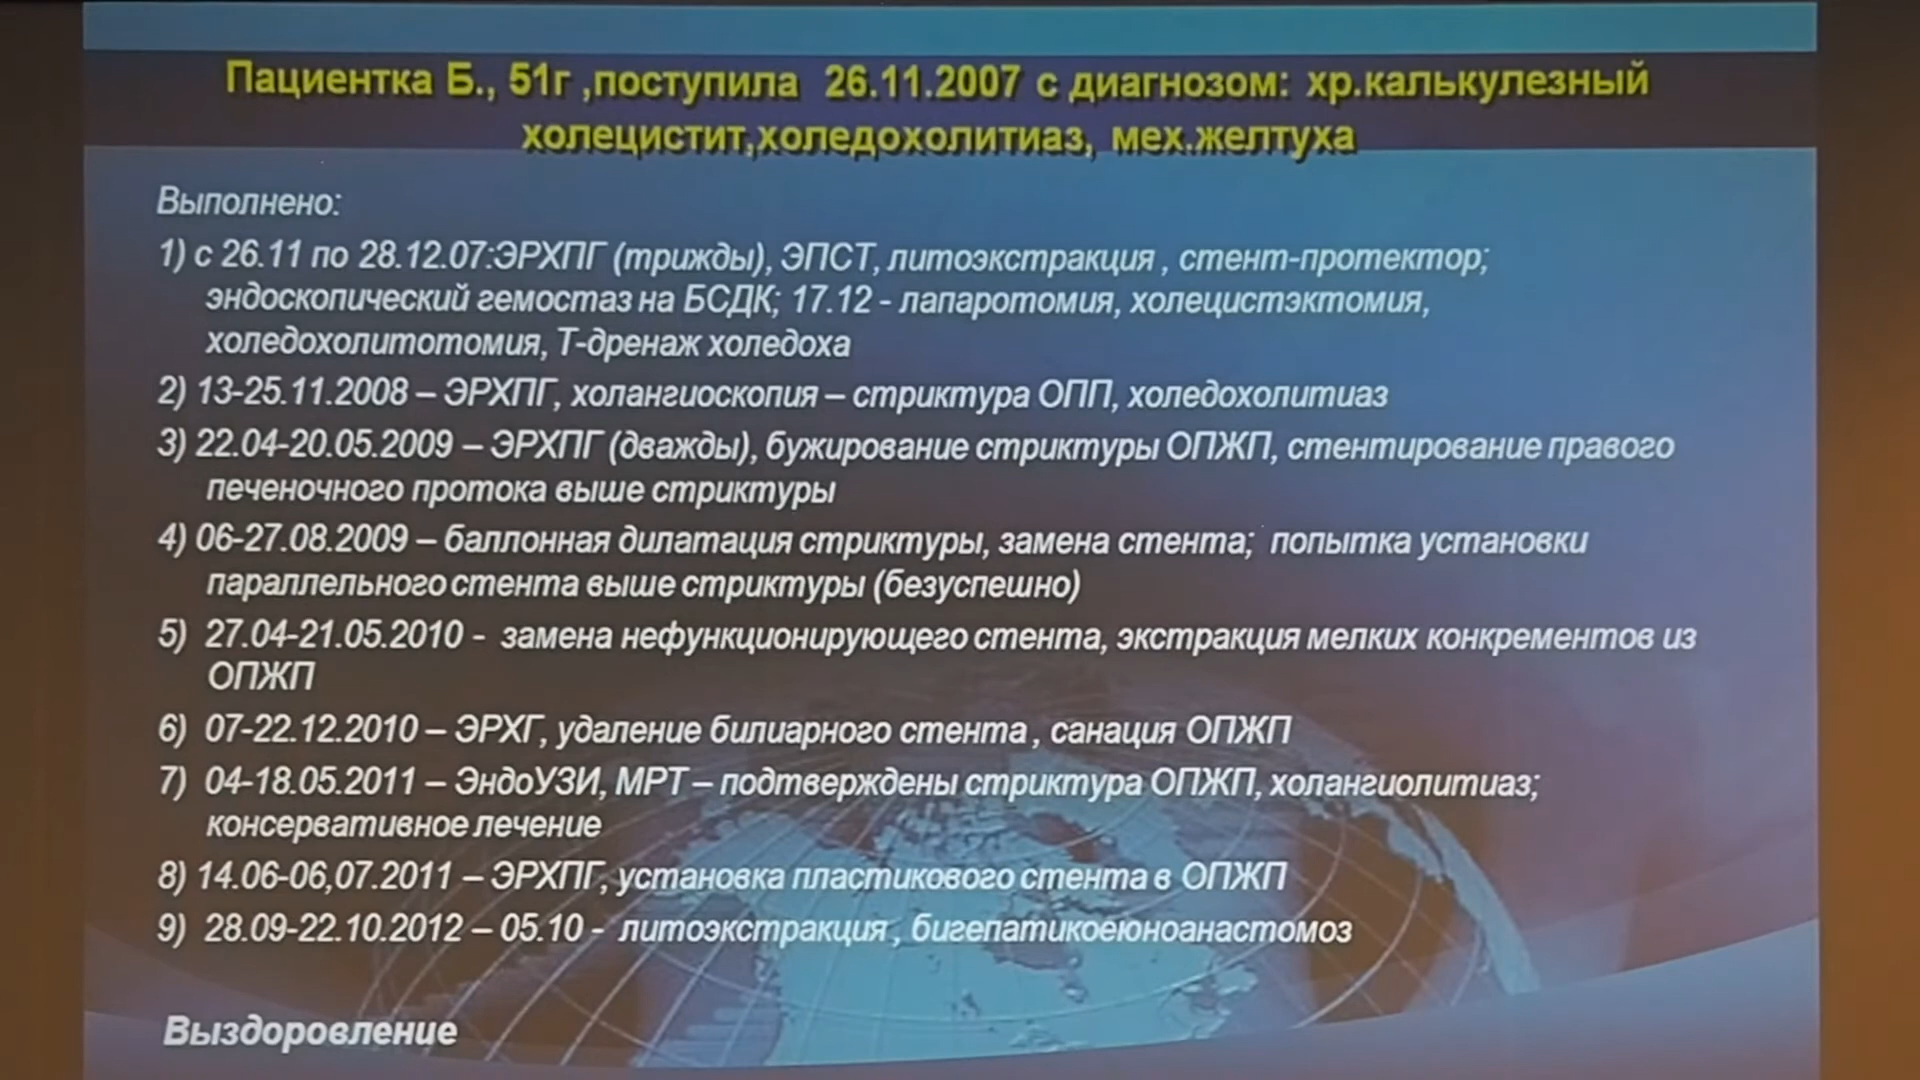 Пациентка Б., 51г ,поступила 26.11.2007 с диагнозом: хр.калькулезный
холецистит,холедохолитиаз, мех.желтуха
Выполнено:
1) с 26.11 по 28.12.07:ЭРХПГ (трижды), ЭПСТ, литоэкстракция , стент-протектор;
эндоскопический гемостаз на БСДК; 17.12 - лапаротомия, холецистэктомия,
холедохолитотомия, Т-дренаж холедоха
2) 13-25.11.2008 – ЭРХПГ, холангиоскопия – стриктура ОПП, холедохолитиаз
3) 22.04-20.05.2009 – ЭРХПГ (дважды), бужирование стриктуры ОПЖП, стентирование правого
печеночного протока выше стриктуры
4) 06-27.08.2009 – баллонная дилатация стриктуры, замена стента; попытка установки
параллельного стента выше стриктуры (безуспешно)
5) 27.04-21.05.2010 - замена нефункционирующего стента, экстракция мелких конкрементов из
ОПЖП
6) 07-22.12.2010 – ЭРХГ, удаление билиарного стента , санация ОПЖП
7) 04-18.05.2011 – ЭндоУЗИ, МРТ – подтверждены стриктура ОПЖП, холангиолитиаз;
консервативное лечение
8) 14.06-06,07.2011 – ЭРХПГ, установка пластикового стента в ОПЖП
9) 28.09-22.10.2012 – 05.10 - литоэкстракция , бигепатикоеюноанастомоз
Выздоровление